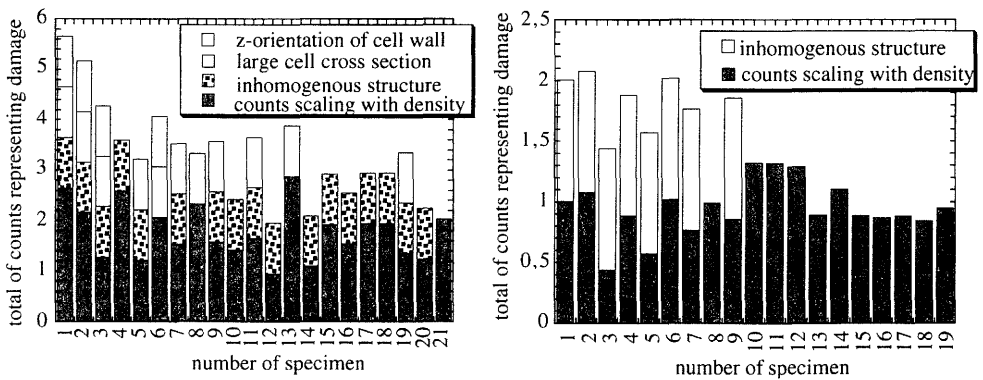 total of counts representing damage
6
5
4
3
2
1
0
z-orientation of cell wall
large cell cross section
inhomogenous structure
counts scaling with density
1 2 3 4 5 6 7 8 9 10 11 12 13 14 15 16 17 18 19 20 21
number of specimen
total of counts representing damage
2,5
2
1,5
1
0,5
0
inhomogenous structure
counts scaling with density
1 2 3 4 5 6 7 8 9 10 11 12 13 14 15 16 17 18 19
number of specimen